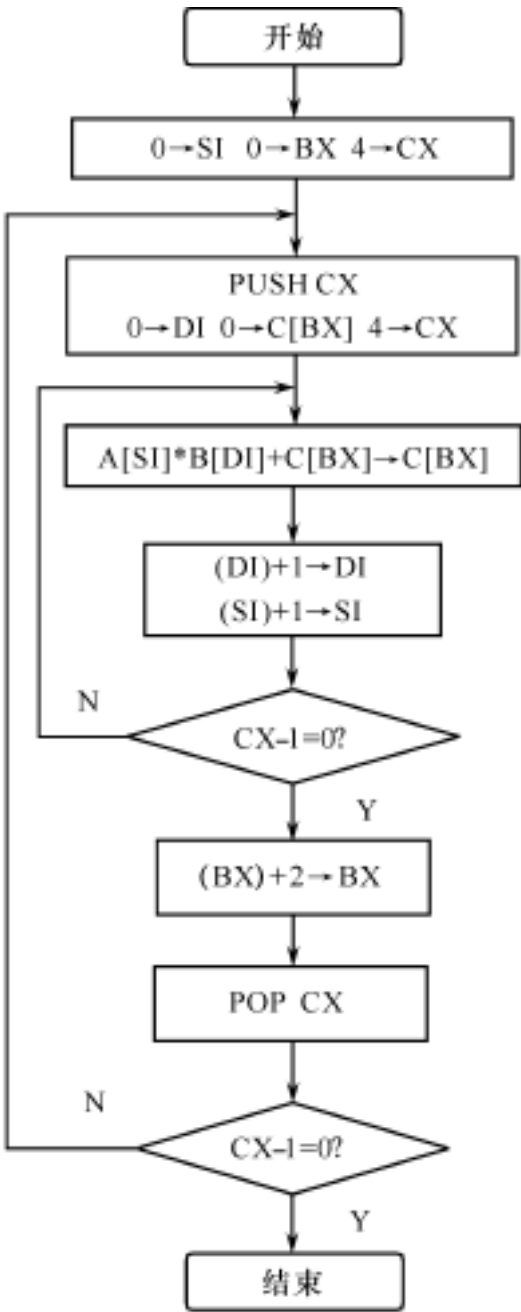 开始
0→SI 0→BX 4→CX
PUSH CX
0→DI 0→C[BX] 4→CX
A[SI]*B[DI]+C[BX]→C[BX]
(DI)+1→DI
(SI)+1→SI
N
CX-1=0?
Y
(BX)+2→BX
POP CX
N
CX-1=0?
Y
结束